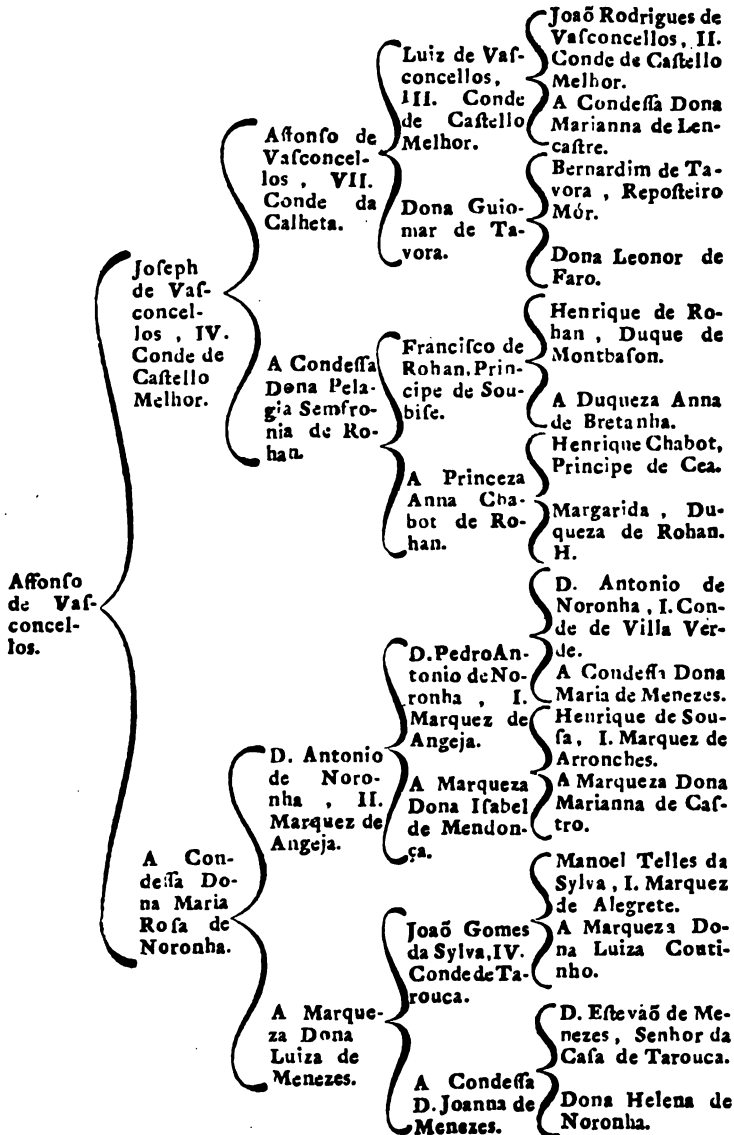 Affonſo
de Vaſ-
concel-
los.
Joſeph
de Vaſ-
concel-
los , IV.
Conde de
Caſtello
Melhor.
Affonſo de
Vaſconcel-
los , VII.
Conde da
Calheta.
Luiz de Vaſ-
concellos,
III. Conde
de Caſtello
Melhor.
Joaõ Rodrigues de
Vaſconcellos, II.
Conde de Caſtello
Melhor.
A Condeſſa Dona
Marianna de Len-
caſtre.
Dona Guio-
mar de Ta-
vora.
Bernardim de Ta-
vora , Repoſteiro
Mór.
Dona Leonor de
Faro.
A Condeſſa
Dona Pela-
gia Semfro-
nia de Ro-
han.
Franciſco de
Rohan, Prin-
cipe de Sou-
biſe.
Henrique de Ro-
han , Duque de
Montbaſon.
A Duqueza Anna
de Bretanha.
A Princeza
Anna Cha-
bot de Ro-
han.
Henrique Chabot,
Principe de Cea.
Margarida , Du-
queza de Rohan.
H.
A Con-
deſſa Do-
na Maria
Roſa de
Noronha.
D. Antonio
de Noro-
nha , II.
Marquez de
Angeja.
D. Pedro An-
tonio de No-
ronha , I.
Marquez de
Angeja.
D. Antonio de
Noronha , I. Con-
de de Villa Ver-
de.
A Condeſſa Dona
Maria de Menezes.
A Marqueza
Dona Iſabel
de Mendon-
ça.
Henrique de Sou-
ſa, I. Marquez de
Arronches.
A Marqueza Dona
Marianna de Caſ-
tro.
A Marque-
za Dona
Luiza de
Menezes.
Joaõ Gomes
da Sylva, IV.
Conde de Ta-
rouca.
Manoel Telles da
Sylva , I. Marquez
de Alegrete.
A Marqueza Do-
na Luiza Couti-
nho.
A Condeſſa
D. Joanna de
Menezes.
D. Eſtevaõ de Me-
nezes , Senhor da
Caſa de Tarouca.
Dona Helena de
Noronha.